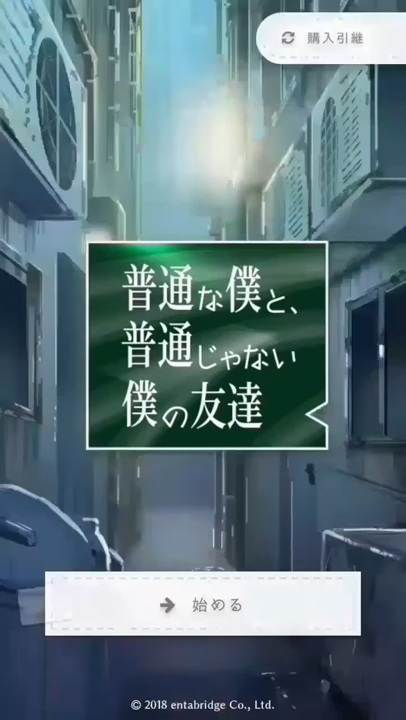 購入引継
普通な僕と、
普通じゃない
僕の友達
始める
© 2018 entabridge Co., Ltd.